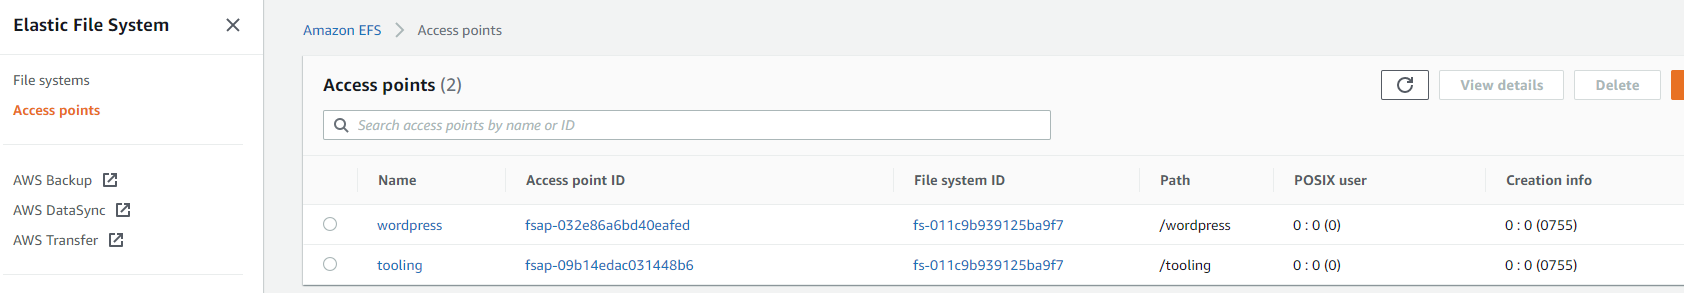 Elastic File System
File systems
Access points
AWS Backup
AWS DataSync
AWS Transfer
Amazon EFS > Access points
Access points (2)
View details
Delete
Search access points by name or ID
Name Access point ID File system ID Path POSIX user Creation info
wordpress fsap-032e86a6bd40eafed fs-011c9b939125ba9f7 /wordpress 0 : 0 (0) 0 : 0 (0755)
tooling fsap-09b14edac031448b6 fs-011c9b939125ba9f7 /tooling 0 : 0 (0) 0 : 0 (0755)